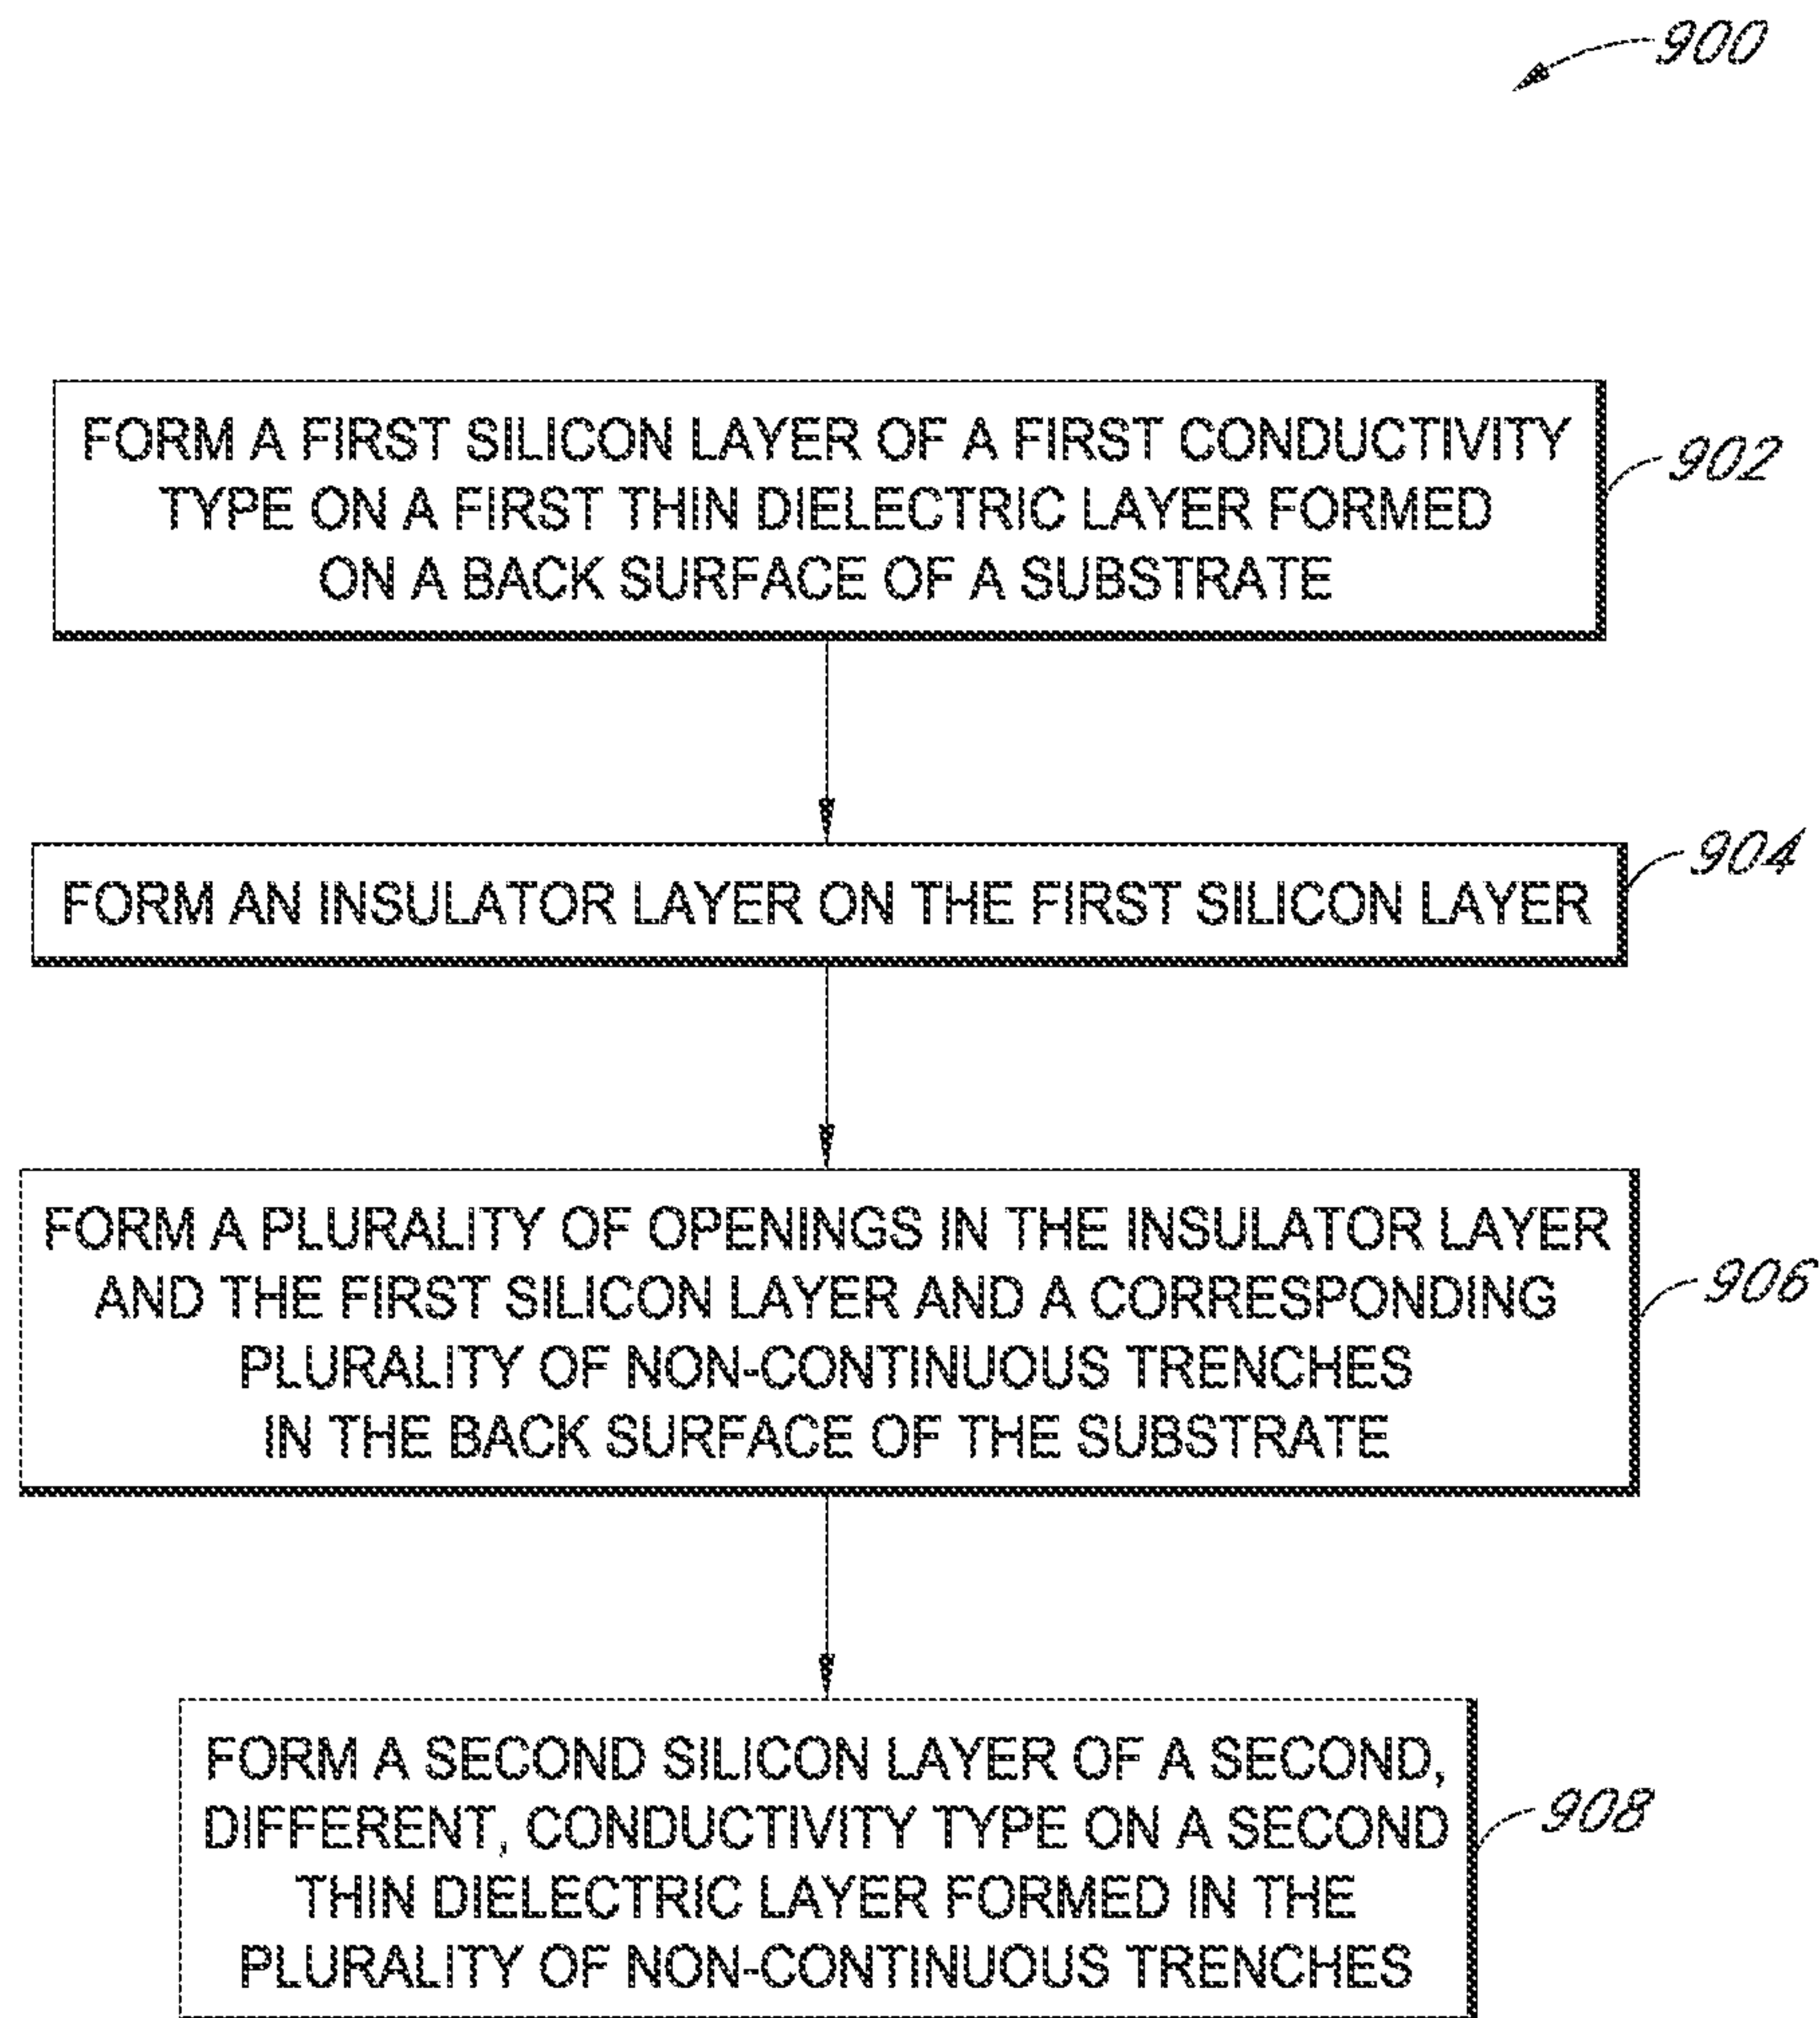 900
FORM A FIRST SILICON LAYER OF A FIRST CONDUCTIVITY
TYPE ON A FIRST THIN DIELECTRIC LAYER FORMED
ON A BACK SURFACE OF A SUBSTRATE
902
FORM AN INSULATOR LAYER ON THE FIRST SILICON LAYER
904
FORM A PLURALITY OF OPENINGS IN THE INSULATOR LAYER
AND THE FIRST SILICON LAYER AND A CORRESPONDING
PLURALITY OF NON-CONTINUOUS TRENCHES
IN THE BACK SURFACE OF THE SUBSTRATE
906
FORM A SECOND SILICON LAYER OF A SECOND,
DIFFERENT, CONDUCTIVITY TYPE ON A SECOND
THIN DIELECTRIC LAYER FORMED IN THE
PLURALITY OF NON-CONTINUOUS TRENCHES
908